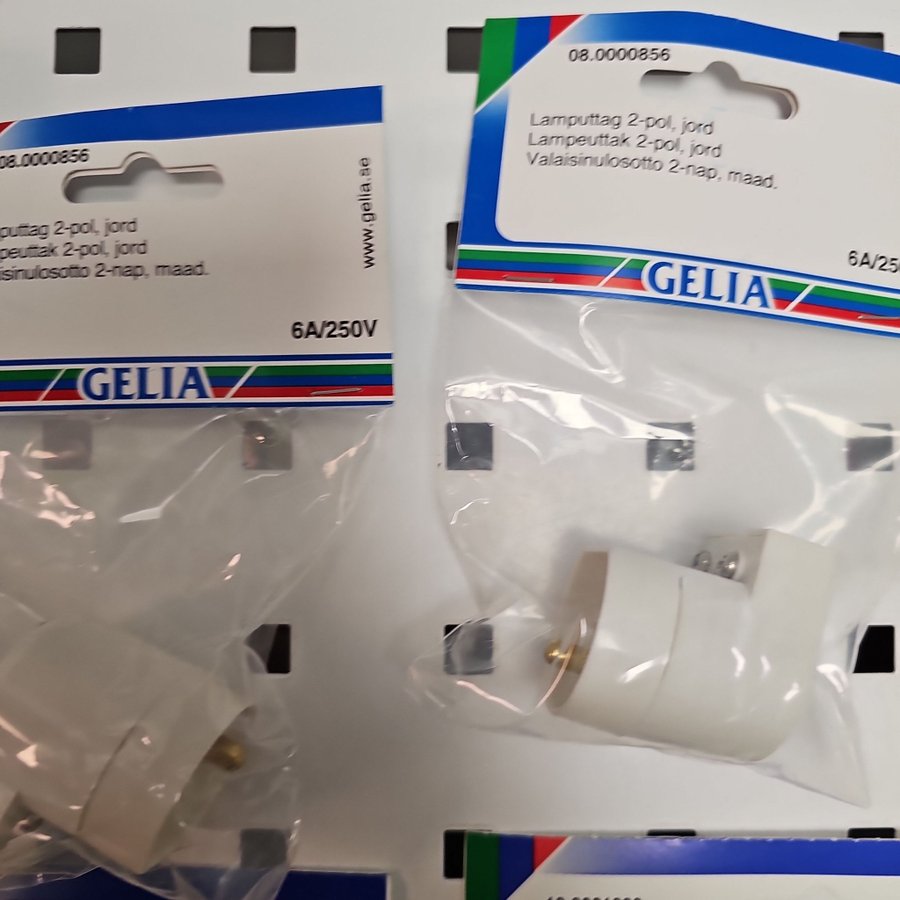 08.0000856
puttag 2-pol, jord
peuttak 2-pol, jord
isinulosotto 2-nap, maad.
www.gelia.se
6A/250V
GELIA
08.0000856
Lamputtag 2-pol, jord
Lampeuttak 2-pol, jord
Valaisinulosotto 2-nap, maad.
6A/25
GELIA